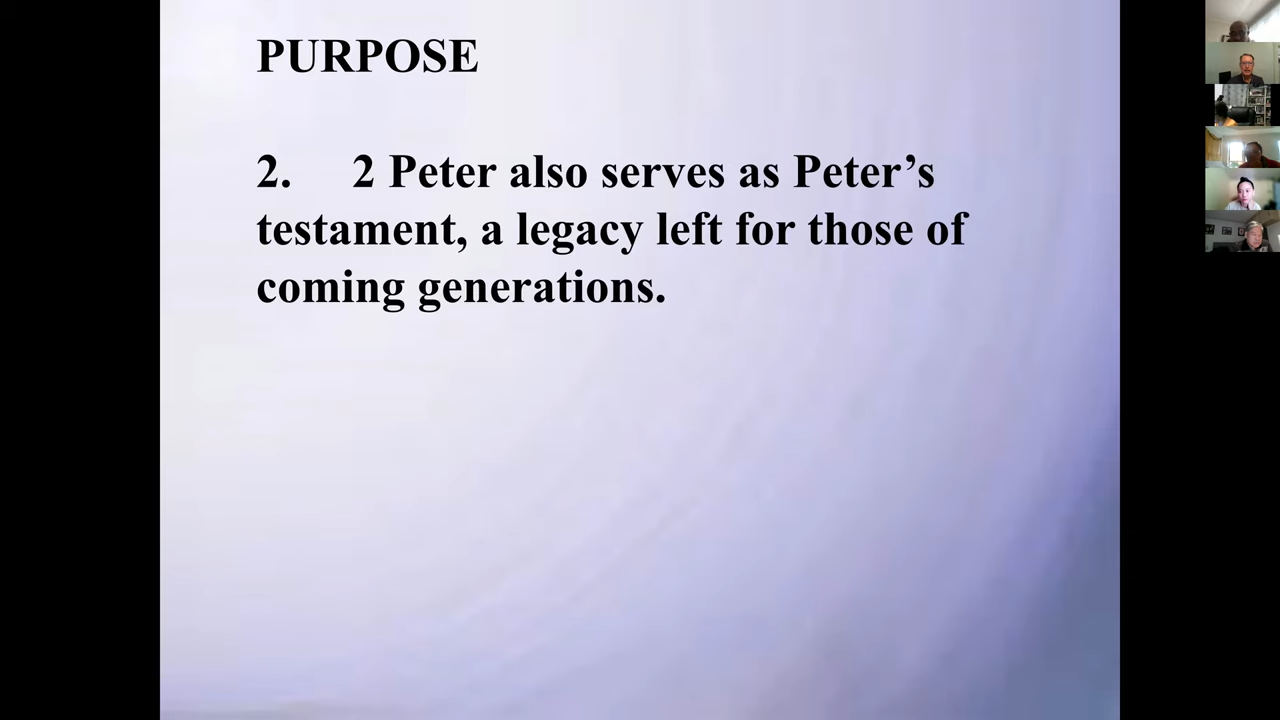 PURPOSE
2. 2 Peter also serves as Peter’s
testament, a legacy left for those of
coming generations.